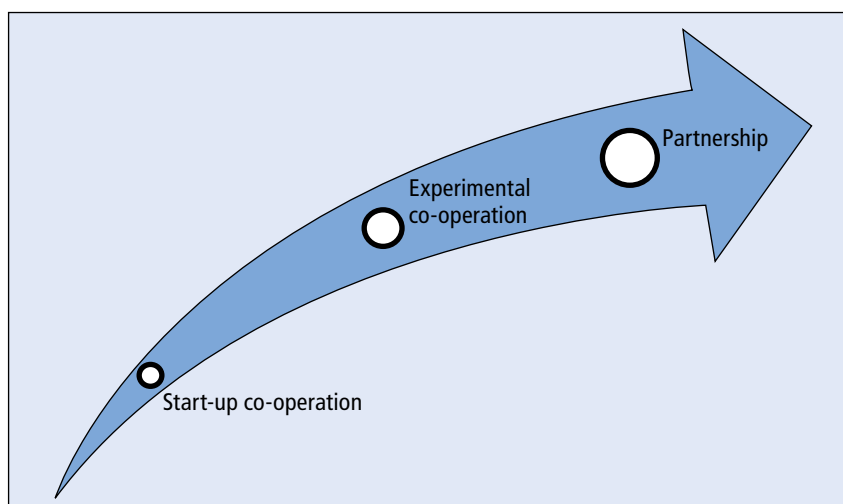 Partnership
Experimental
co-operation
Start-up co-operation